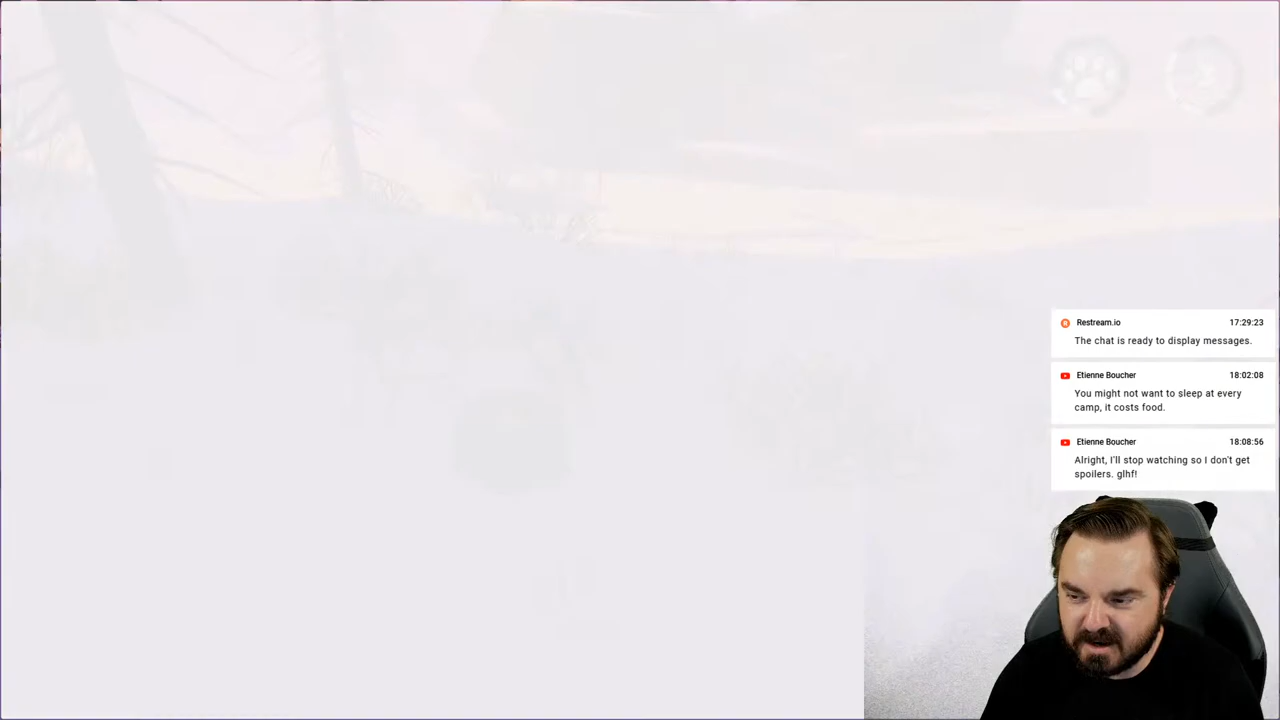 Restream.io 17:29:23
The chat is ready to display messages.
Etienne Boucher 18:02:08
You might not want to sleep at every
camp, it costs food.
Etienne Boucher 18:08:56
Alright, I'll stop watching so I don't get
spoilers. glhf!